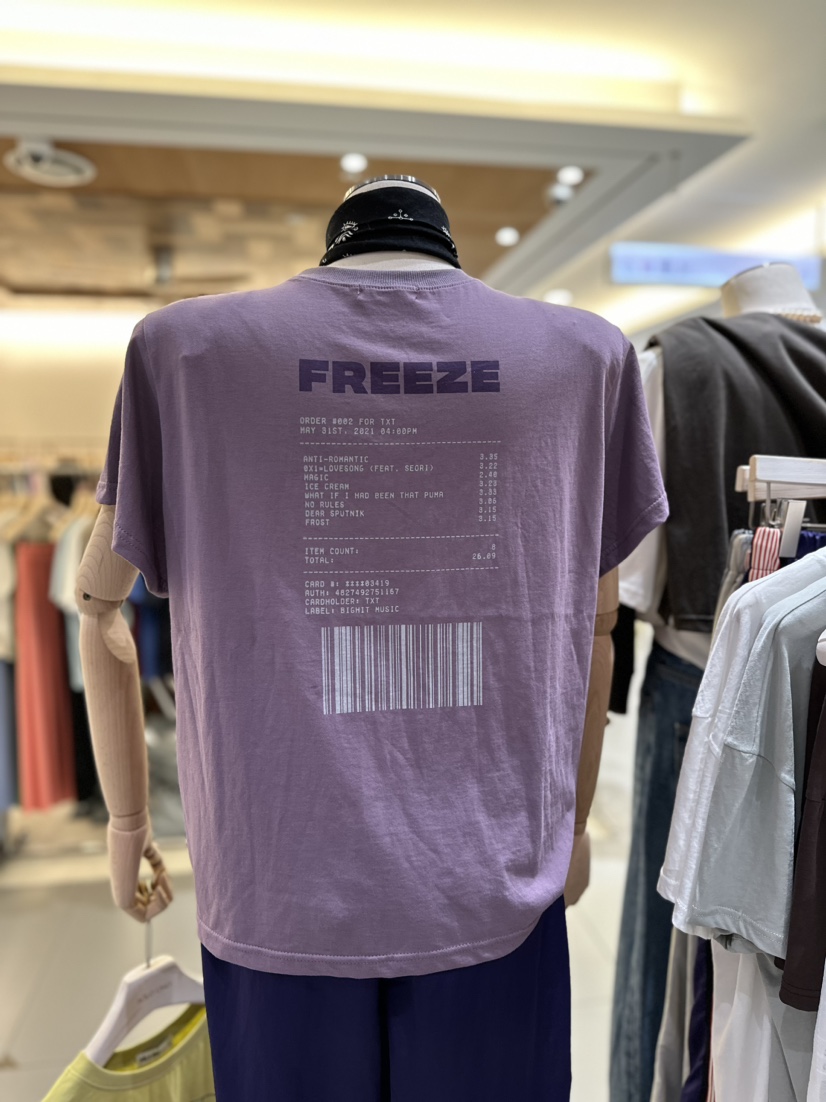 FREEZE
ORDER #002 FOR TXT
MAY 31ST, 2021 04:00PM
ANTI-ROMANTIC 3.35
0X1=LOVESONG (FEAT. SEORI) 3.22
MAGIC 2.40
ICE CREAM 3.23
WHAT IF I HAD BEEN THAT PUMA 3.33
NO RULES 3.06
DEAR SPUTNIK 3.15
FROST 3.15
ITEM COUNT: 8
TOTAL: 26.09
CARD #: $$$#03419
AUTH: 4827492751167
CARDHOLDER: TXT
LABEL: BIGHIT MUSIC